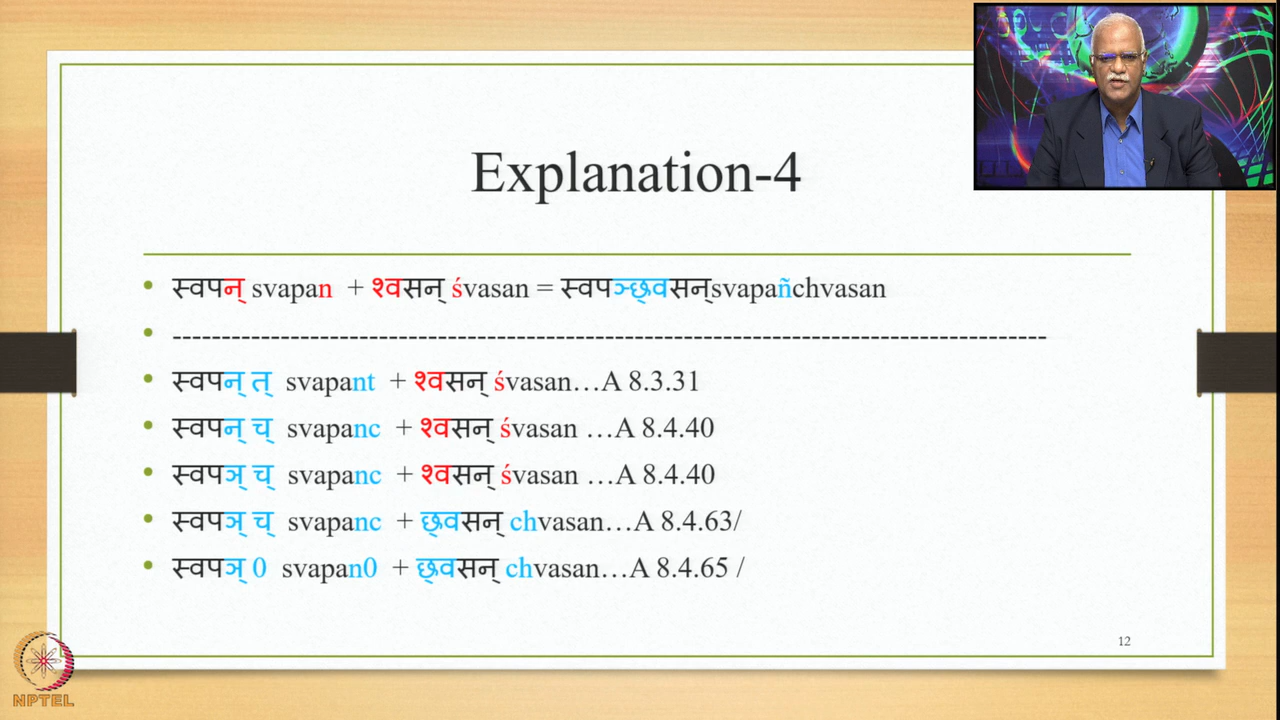 Explanation-4
• स्वपन् svapan + श्वसन् śvasan = स्वपञ्छ्वसन्svapañchvasan
• -----------------------------------------------------------------------------------------
• स्वपन् त् svapant + श्वसन् śvasan…A 8.3.31
• स्वपन् च् svapanc + श्वसन् śvasan …A 8.4.40
• स्वपञ् च् svapanc + श्वसन् śvasan …A 8.4.40
• स्वपञ् च् svapanc + छ्वसन् chvasan…A 8.4.63/
• स्वपञ् 0 svapan0 + छ्वसन् chvasan…A 8.4.65 /
12
NPTEL